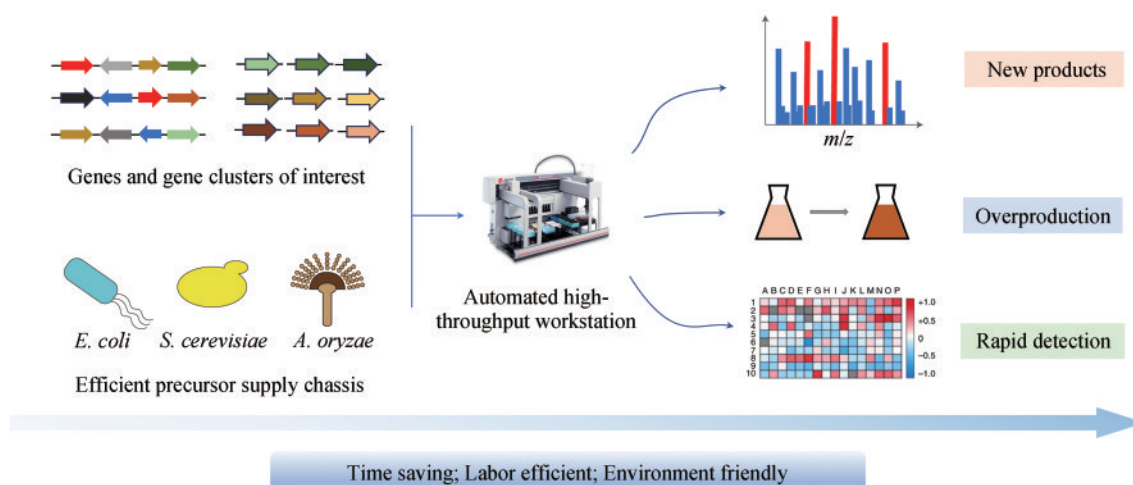 Genes and gene clusters of interest
E. coli
S. cerevisiae
A. oryzae
Efficient precursor supply chassis
Automated high-
throughput workstation
m/z
New products
Overproduction
A B C D E F G H I J K L M N O P
1
2
3
4
5
6
7
8
9
10
+1.0
+0.5
0
−0.5
−1.0
Rapid detection
Time saving; Labor efficient; Environment friendly